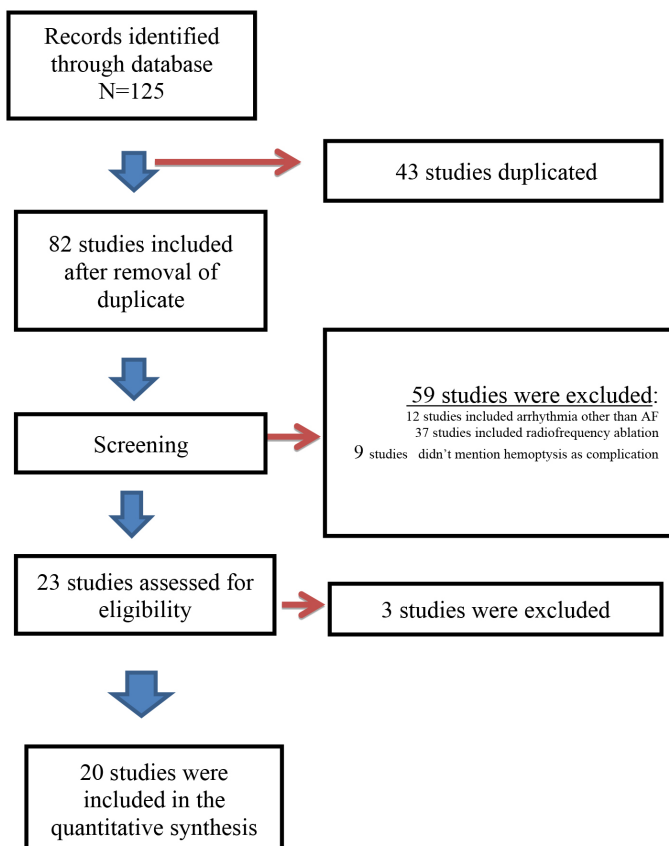 Records identified
through database
N=125
43 studies duplicated
82 studies included
after removal of
duplicate
59 studies were excluded:
12 studies included arrhythmia other than AF
37 studies included radiofrequency ablation
9 studies didn't mention hemoptysis as complication
Screening
23 studies assessed for
eligibility
3 studies were excluded
20 studies were
included in the
quantitative synthesis